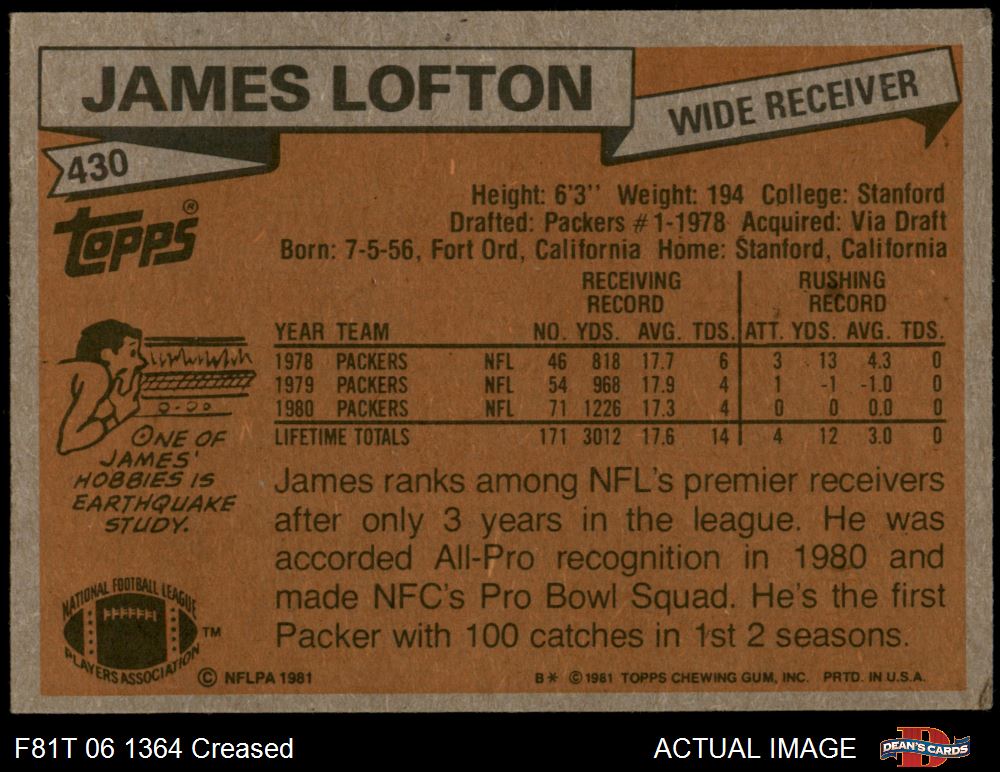 JAMES LOFTON
WIDE RECEIVER
430
TOPPS®
Height: 6'3'' Weight: 194 College: Stanford
Drafted: Packers #1-1978 Acquired: Via Draft
Born: 7-5-56, Fort Ord, California Home: Stanford, California
RECEIVING RECORD RUSHING RECORD
YEAR TEAM NO. YDS. AVG. TDS. ATT. YDS. AVG. TDS.
1978 PACKERS NFL 46 818 17.7 6 3 13 4.3 0
1979 PACKERS NFL 54 968 17.9 4 1 -1 -1.0 0
1980 PACKERS NFL 71 1226 17.3 4 0 0 0.0 0
LIFETIME TOTALS 171 3012 17.6 14 4 12 3.0 0
ONE OF
JAMES'
HOBBIES IS
EARTHQUAKE
STUDY.
James ranks among NFL's premier receivers
after only 3 years in the league. He was
accorded All-Pro recognition in 1980 and
made NFC's Pro Bowl Squad. He's the first
Packer with 100 catches in 1st 2 seasons.
NATIONAL FOOTBALL LEAGUE
PLAYERS ASSOCIATION TM
© NFLPA 1981
B* © 1981 TOPPS CHEWING GUM, INC. PRTD. IN U.S.A.
F81T 06 1364 Creased
ACTUAL IMAGE
D
DEAN'S CARDS